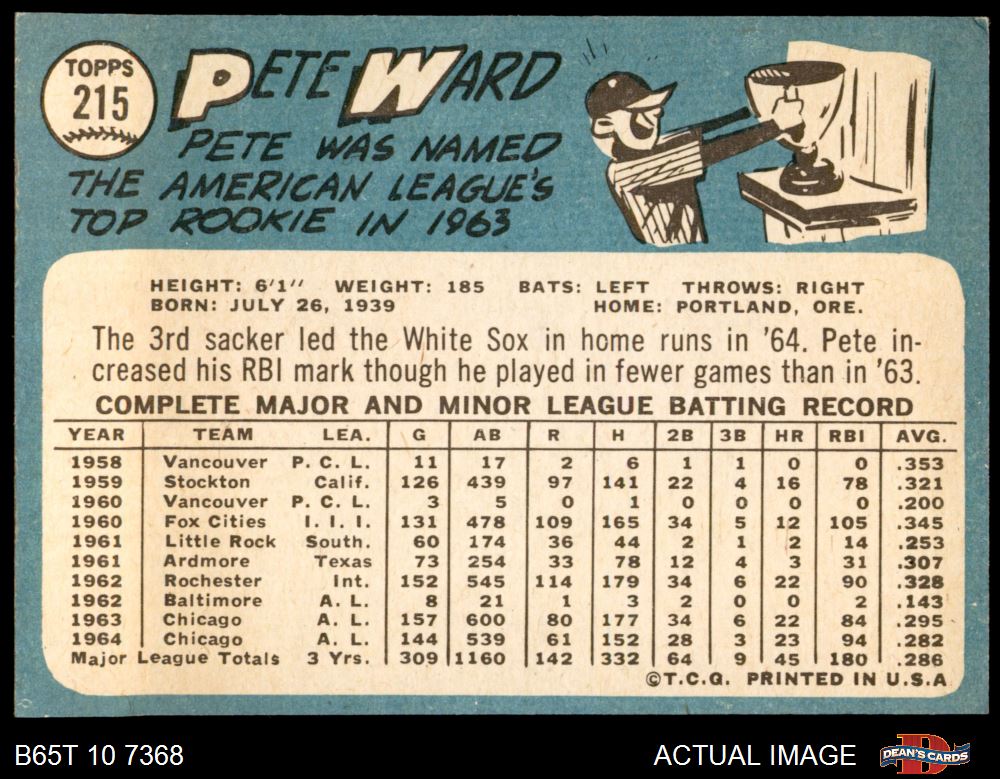 TOPPS
215
PETE WARD
PETE WAS NAMED
THE AMERICAN LEAGUE'S
TOP ROOKIE IN 1963
HEIGHT: 6'1" WEIGHT: 185 BATS: LEFT THROWS: RIGHT
BORN: JULY 26, 1939 HOME: PORTLAND, ORE.
The 3rd sacker led the White Sox in home runs in '64. Pete in-
creased his RBI mark though he played in fewer games than in '63.
COMPLETE MAJOR AND MINOR LEAGUE BATTING RECORD
YEAR TEAM LEA. G AB R H 2B 3B HR RBI AVG.
1958 Vancouver P. C. L. 11 17 2 6 1 1 0 0 .353
1959 Stockton Calif. 126 439 97 141 22 4 16 78 .321
1960 Vancouver P. C. L. 3 5 0 1 0 0 0 0 .200
1960 Fox Cities I. I. I. 131 478 109 165 34 5 12 105 .345
1961 Little Rock South. 60 174 36 44 2 1 2 14 .253
1961 Ardmore Texas 73 254 33 78 12 4 3 31 .307
1962 Rochester Int. 152 545 114 179 34 6 22 90 .328
1962 Baltimore A. L. 8 21 1 3 2 0 0 2 .143
1963 Chicago A. L. 157 600 80 177 34 6 22 84 .295
1964 Chicago A. L. 144 539 61 152 28 3 23 94 .282
Major League Totals 3 Yrs. 309 1160 142 332 64 9 45 180 .286
©T.C.G. PRINTED IN U.S.A
B65T 10 7368 ACTUAL IMAGE D DEAN'S CARDS